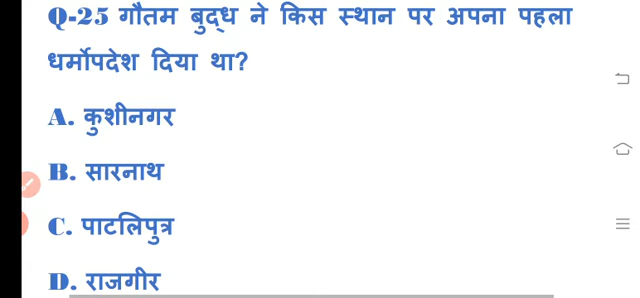 Q-25 गौतम बुद्ध ने किस स्थान पर अपना पहला
धर्मोपदेश दिया था?
A. कुशीनगर
B. सारनाथ
C. पाटलिपुत्र
D. राजगीर